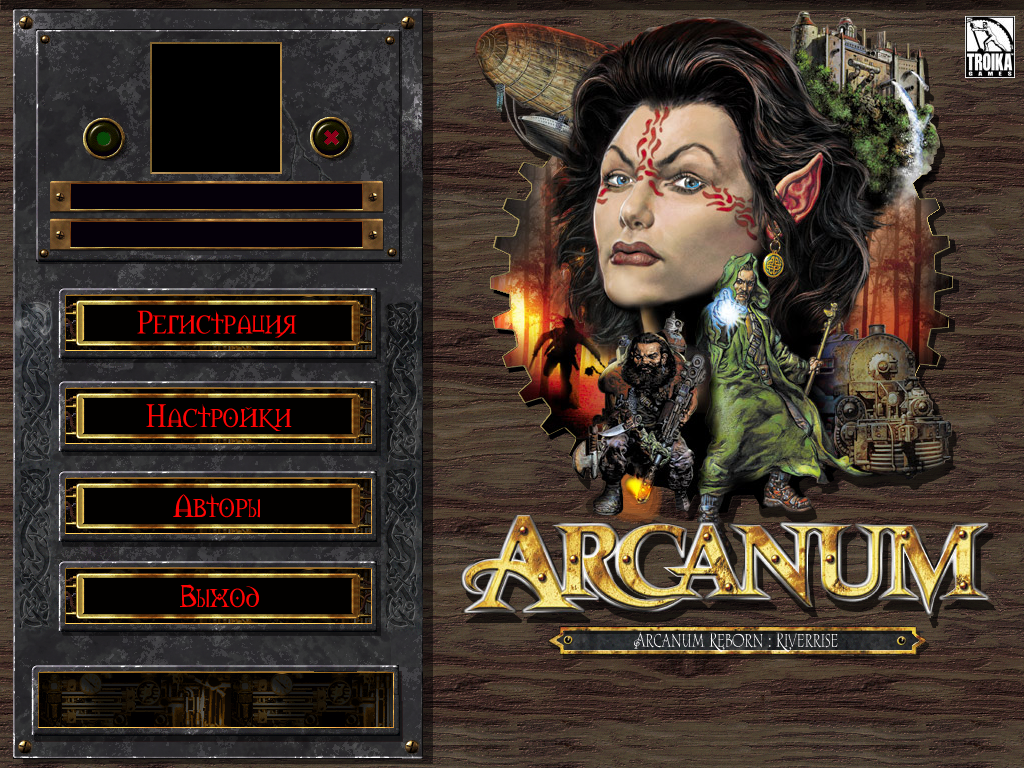 Регистрация
Настройки
Авторы
Выход
TROIKA
GAMES
ARCANUM
ARCANUM REBORN : RIVERRISE